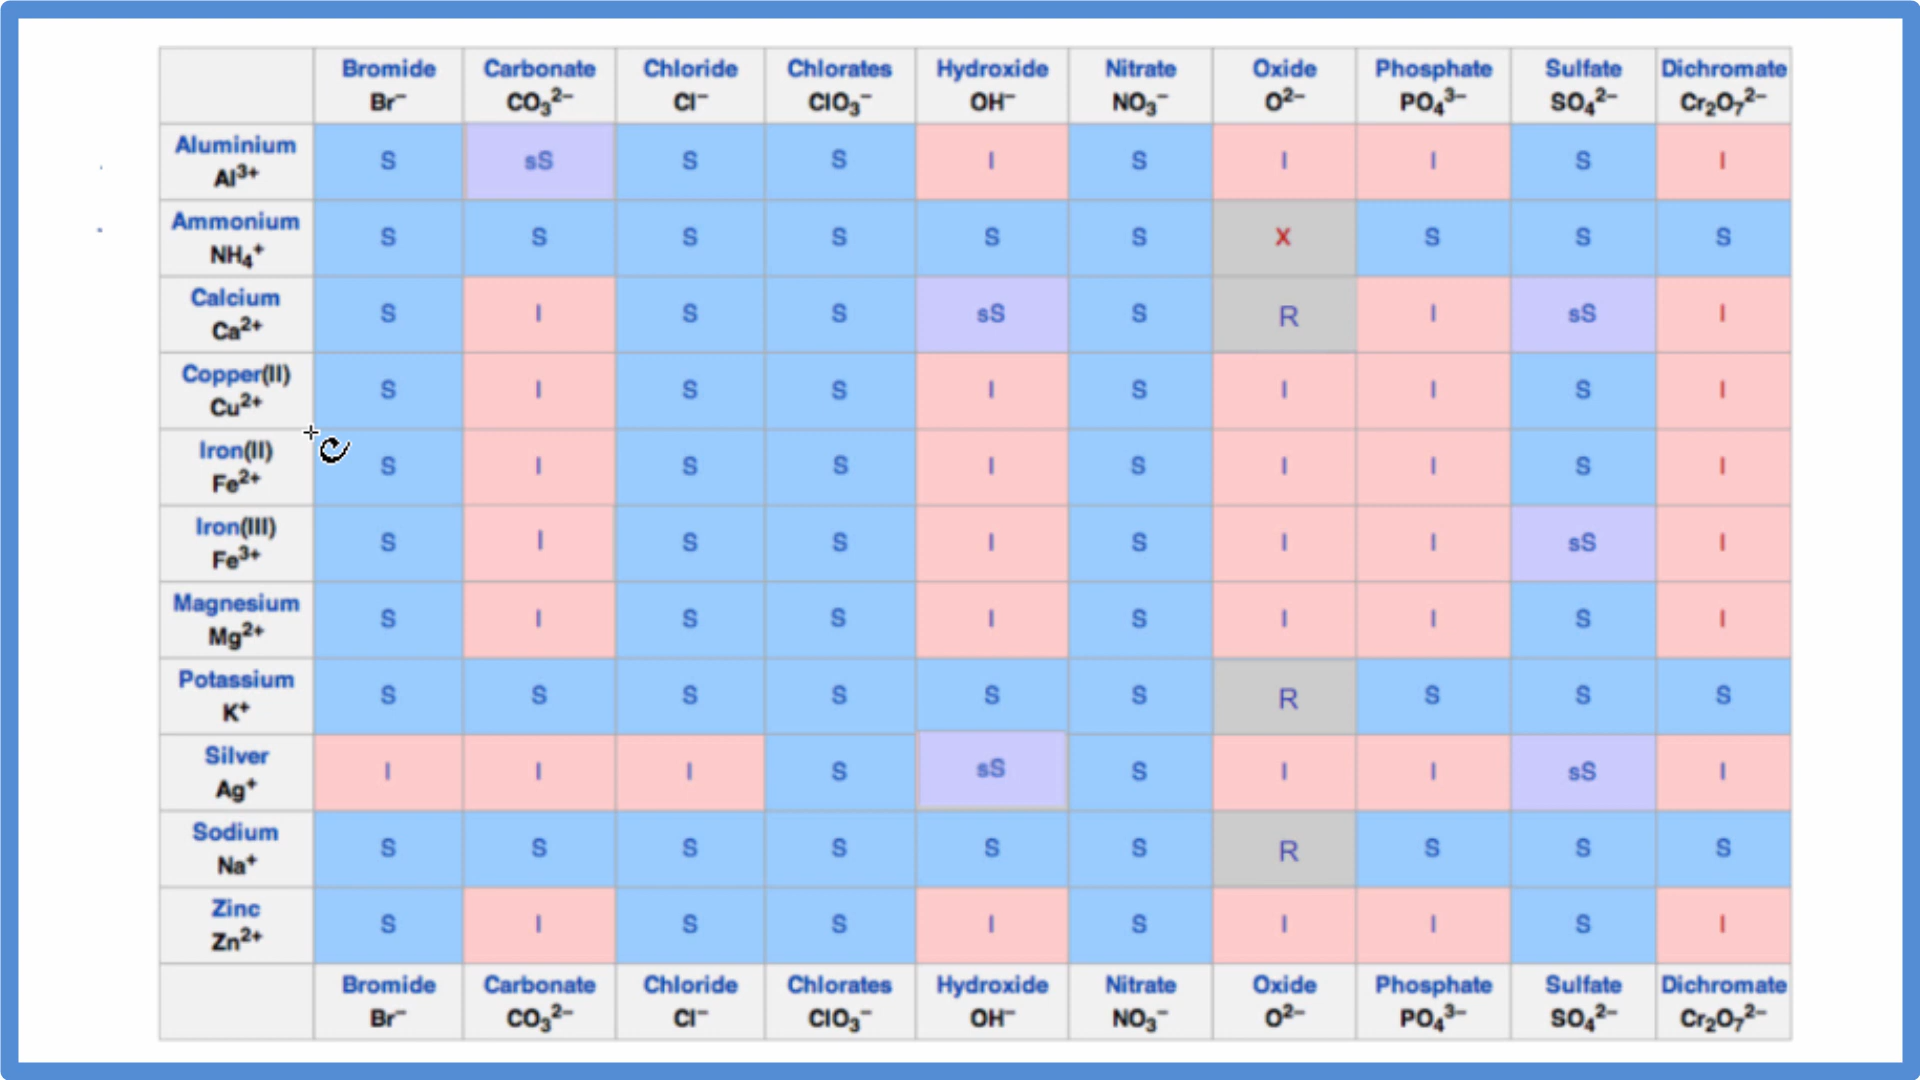 Bromide Carbonate Chloride Chlorates Hydroxide Nitrate Oxide Phosphate Sulfate Dichromate
Br⁻ CO₃²⁻ Cl⁻ ClO₃⁻ OH⁻ NO₃⁻ O²⁻ PO₄³⁻ SO₄²⁻ Cr₂O₇²⁻
Aluminium
Al³⁺ S sS S S I S I I S I
Ammonium
NH₄⁺ S S S S S S X S S S
Calcium
Ca²⁺ S I S S sS S R I sS I
Copper(II)
Cu²⁺ S I S S I S I I S I
Iron(II)
Fe²⁺ S I S S I S I I S I
Iron(III)
Fe³⁺ S I S S I S I I sS I
Magnesium
Mg²⁺ S I S S I S I I S I
Potassium
K⁺ S S S S S S R S S S
Silver
Ag⁺ I I I S sS S I I sS I
Sodium
Na⁺ S S S S S S R S S S
Zinc
Zn²⁺ S I S S I S I I S I
Bromide Carbonate Chloride Chlorates Hydroxide Nitrate Oxide Phosphate Sulfate Dichromate
Br⁻ CO₃²⁻ Cl⁻ ClO₃⁻ OH⁻ NO₃⁻ O²⁻ PO₄³⁻ SO₄²⁻ Cr₂O₇²⁻